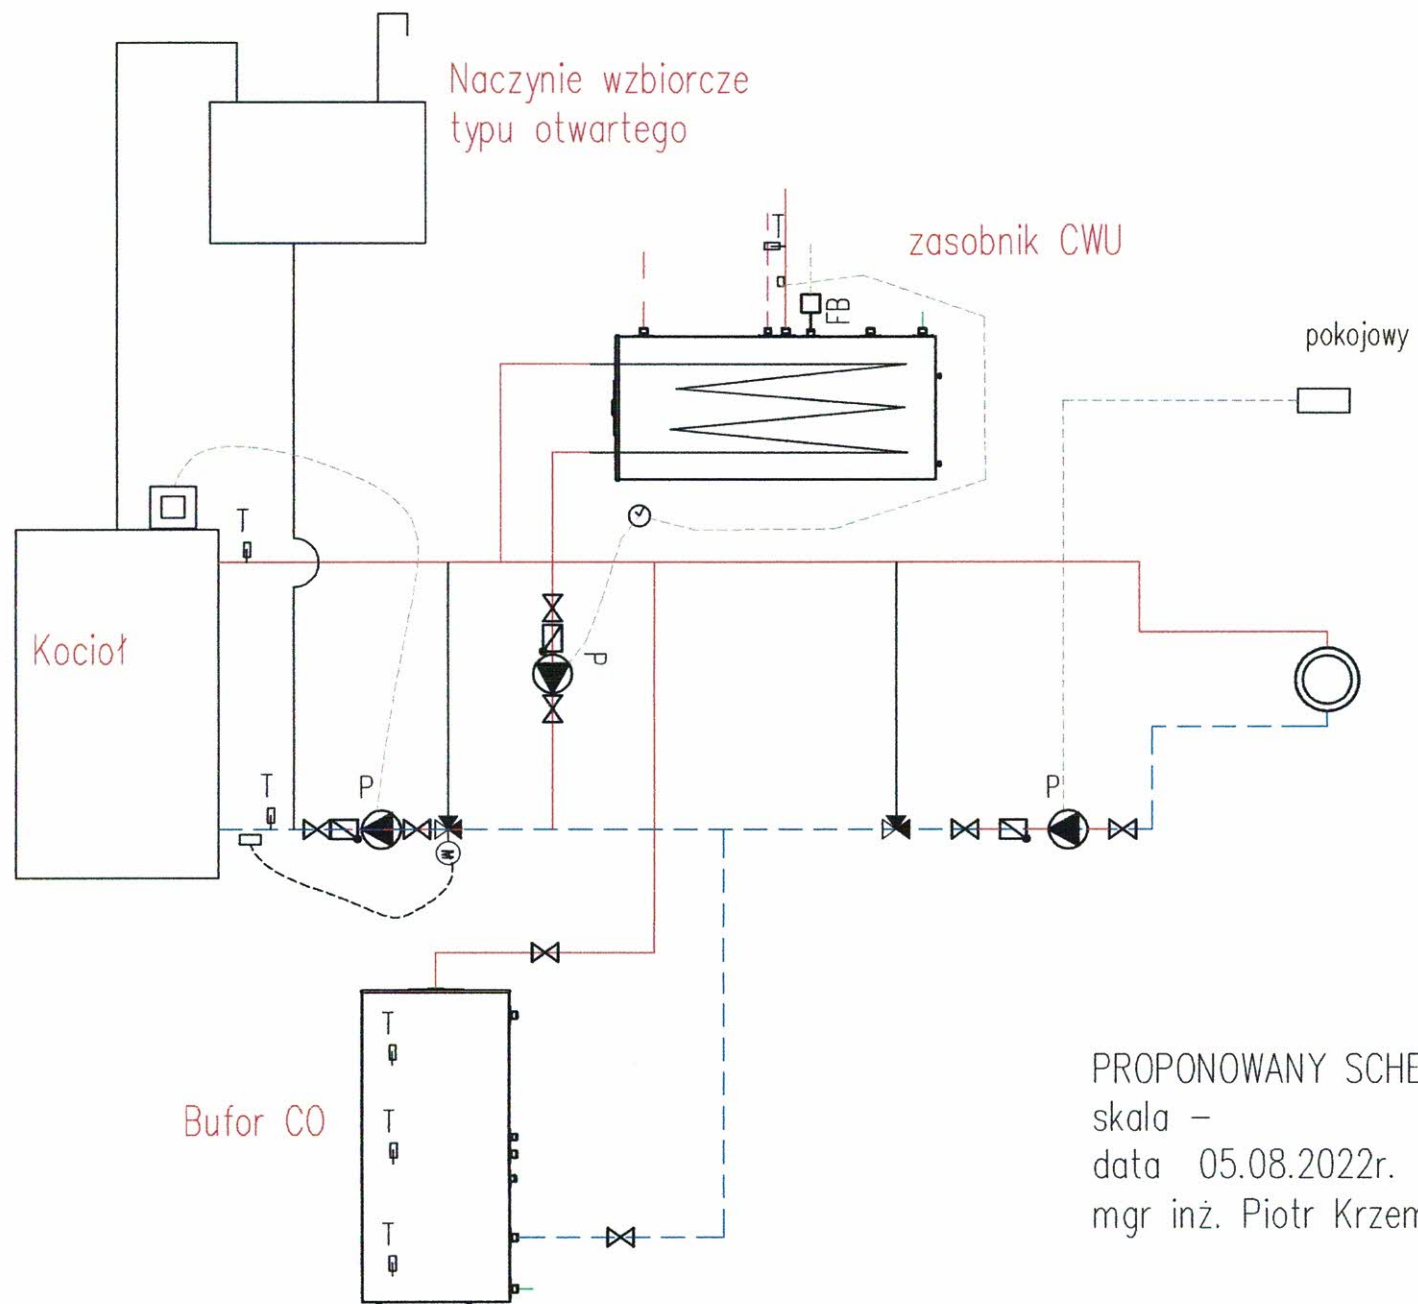 Naczynie wzbiorcze
typu otwartego
zasobnik CWU
T
FB
pokojowy
T
Kocioł
P
T
P
P
M
T
T
T
Bufor CO
PROPONOWANY SCHE
skala –
data 05.08.2022r.
mgr inż. Piotr Krzem